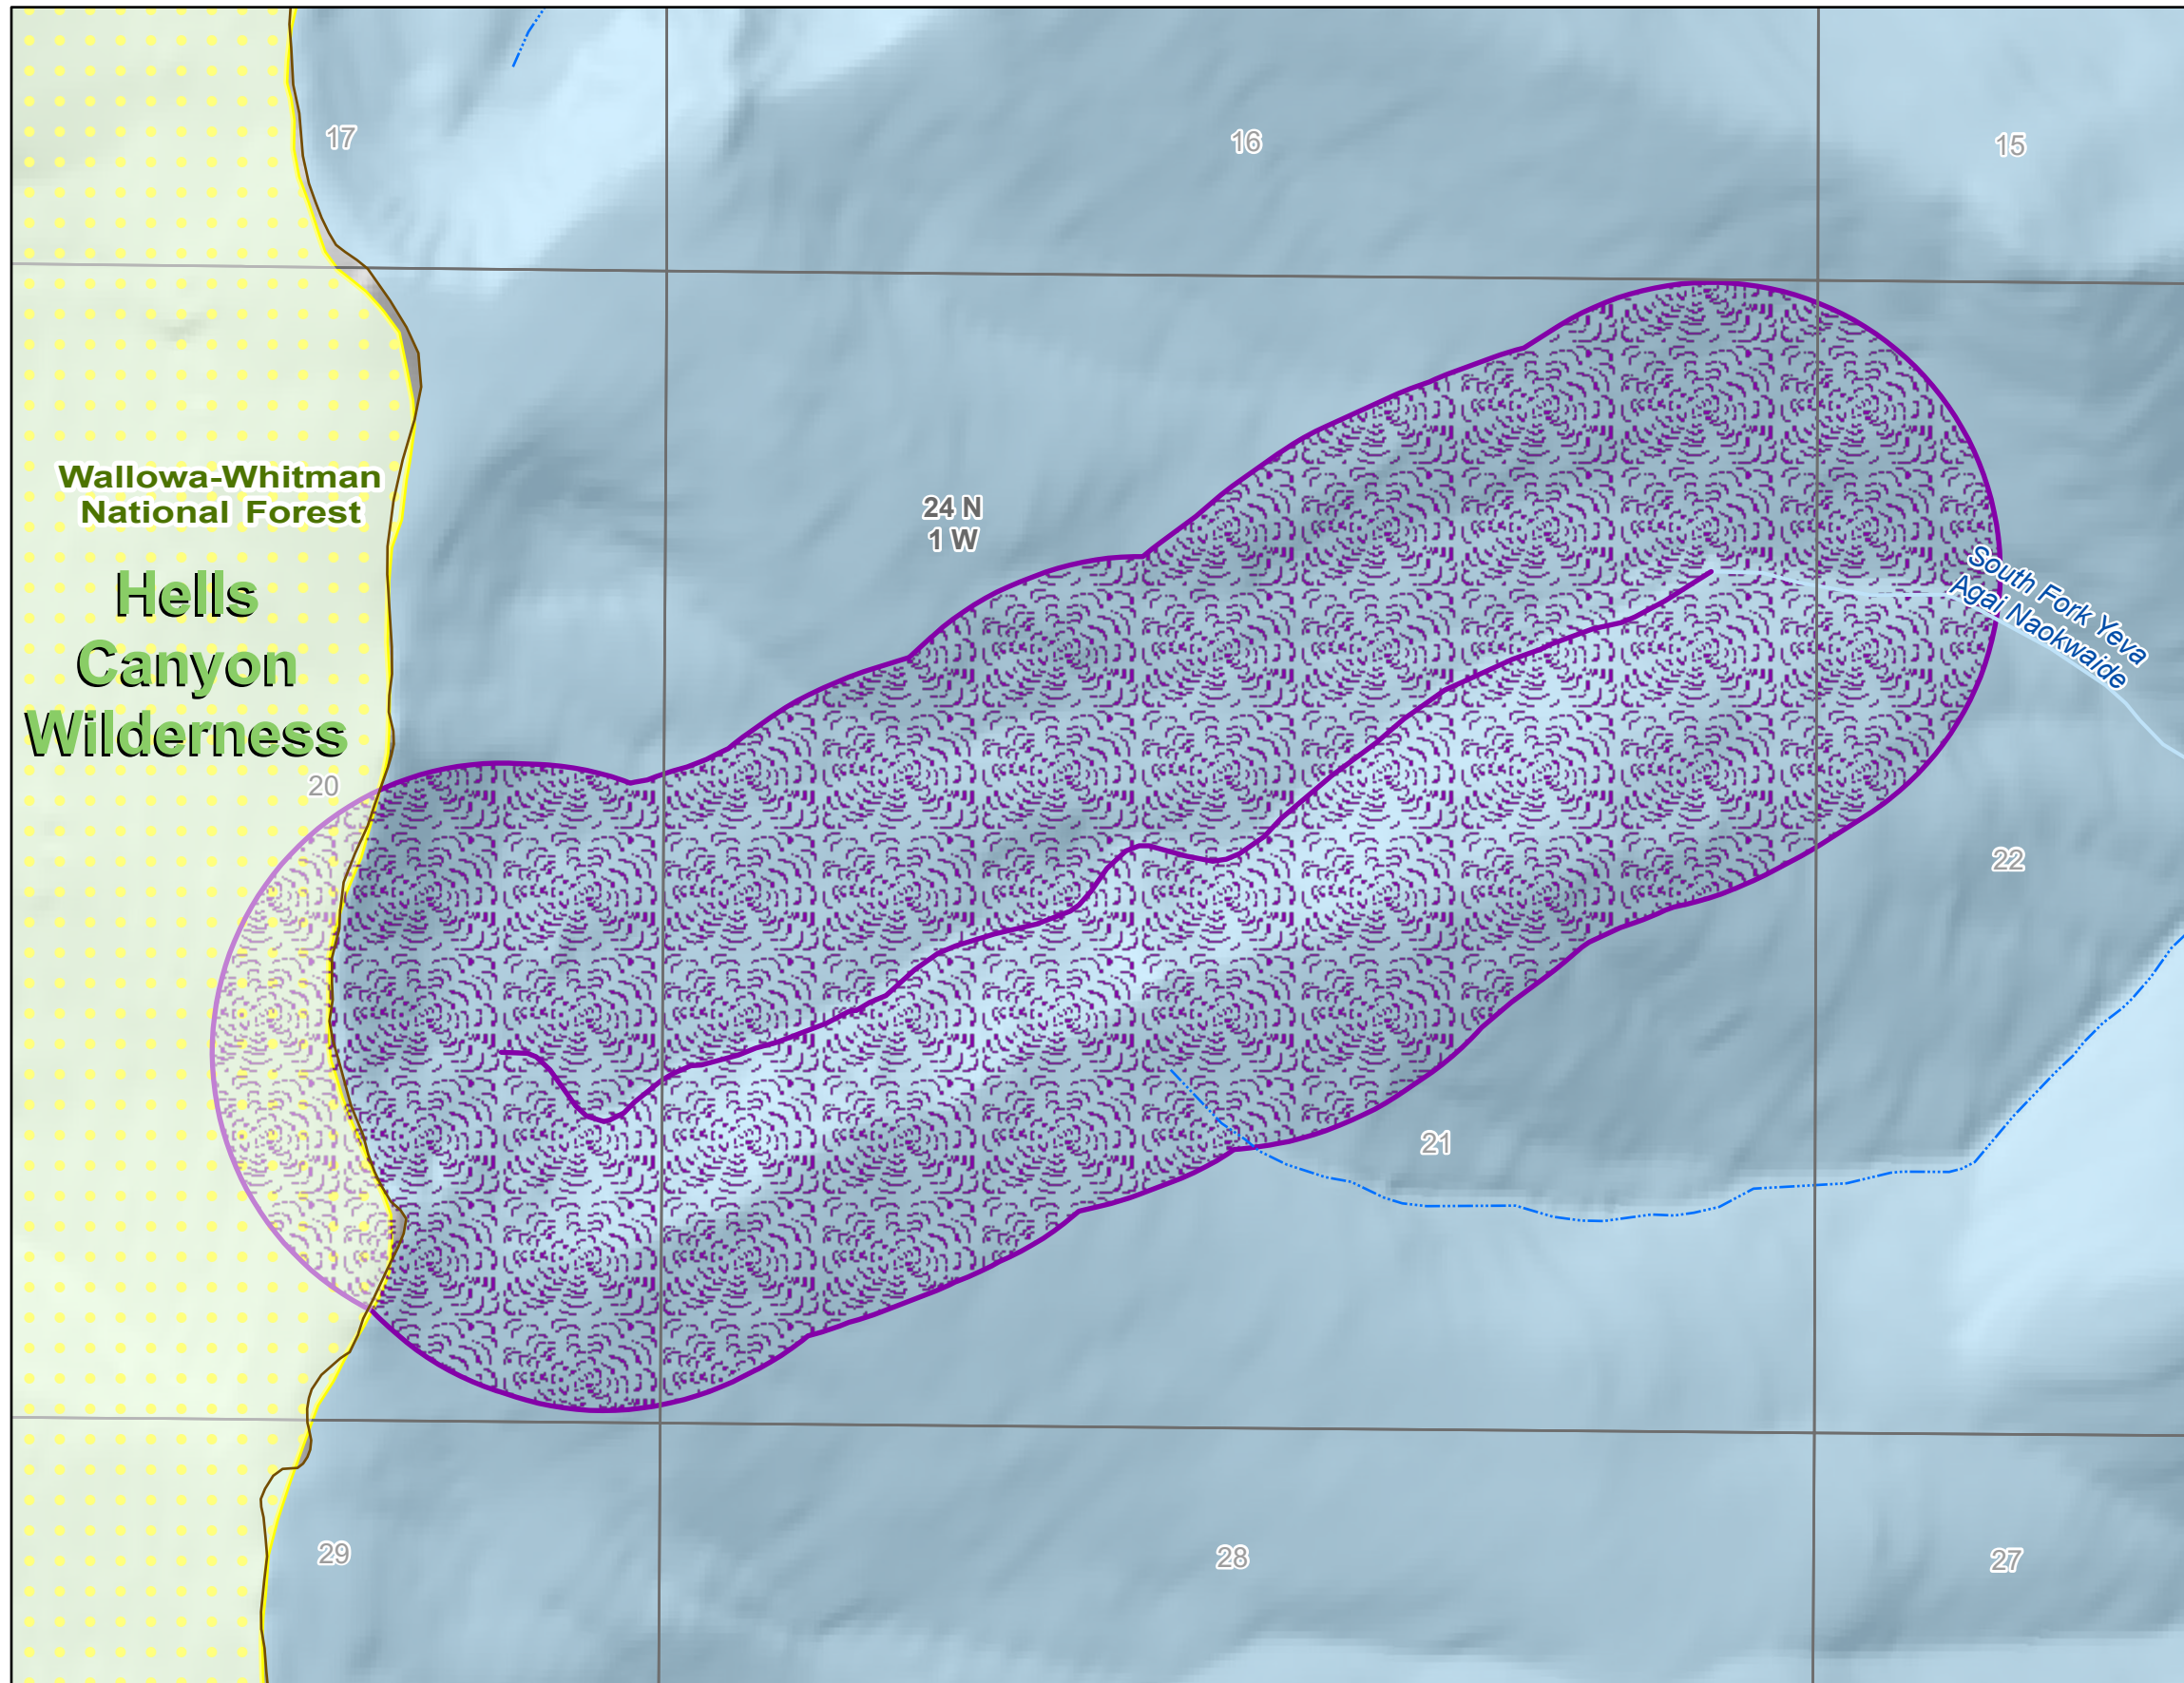 17
16
15
Wallowa-Whitman
National Forest
24 N
1 W
Hells
Canyon
Wilderness
South Fork Yeva
Agai Naokwaide
20
22
21
29
28
27